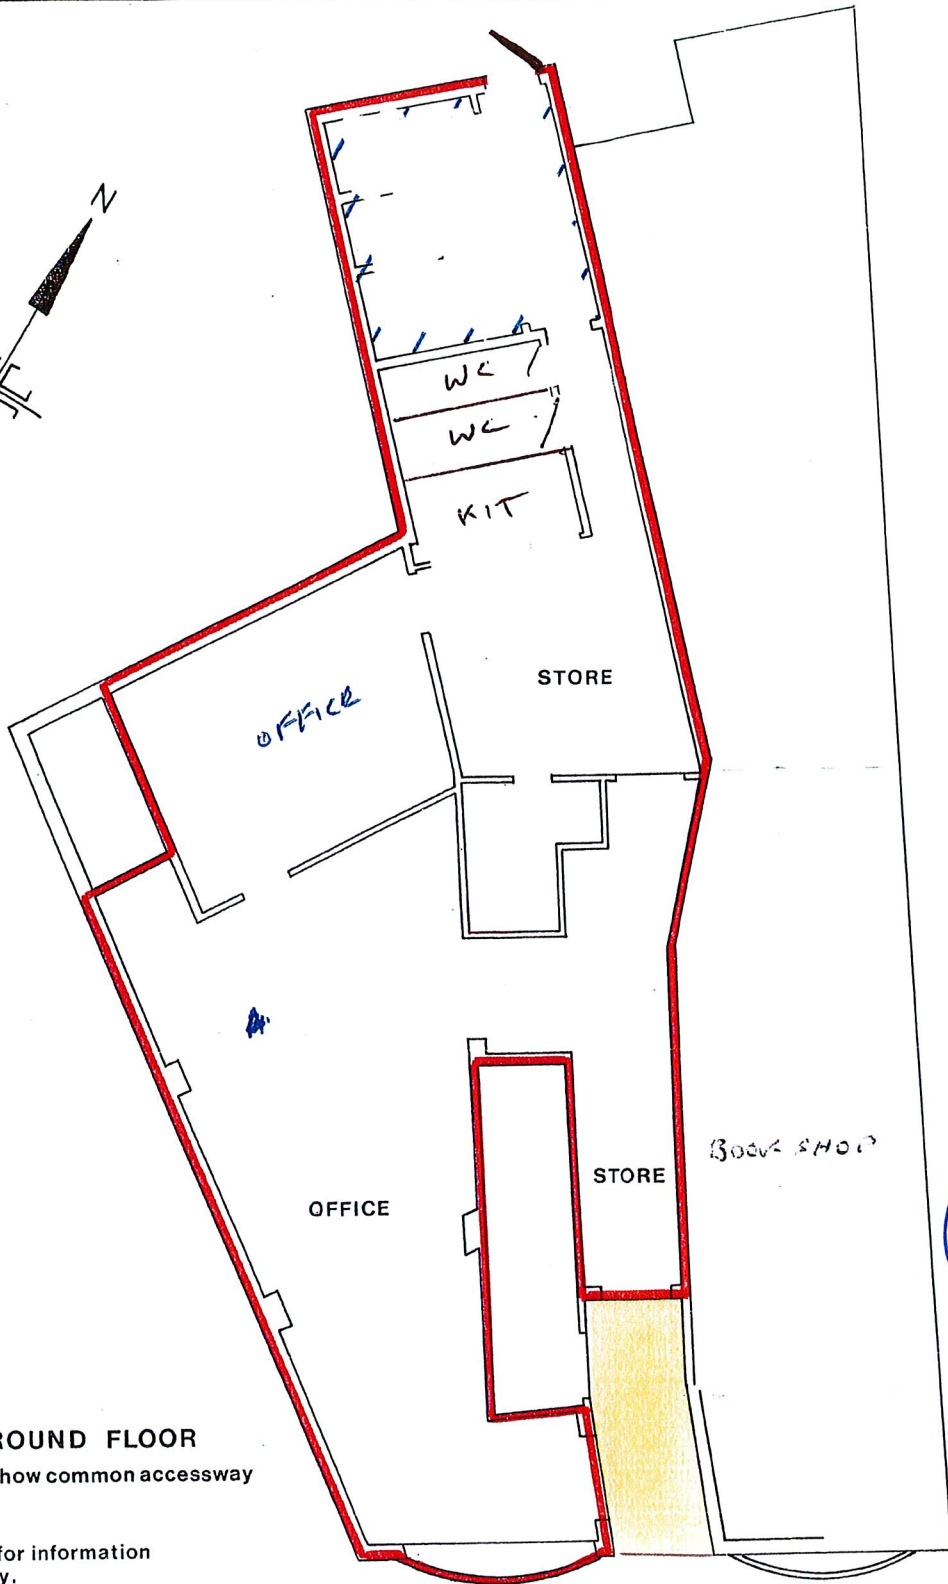 N
WC
WC
KIT
STORE
OFFICE
BOOK SHOP
STORE
OFFICE
ROUND FLOOR
how common accessway
for information
y.